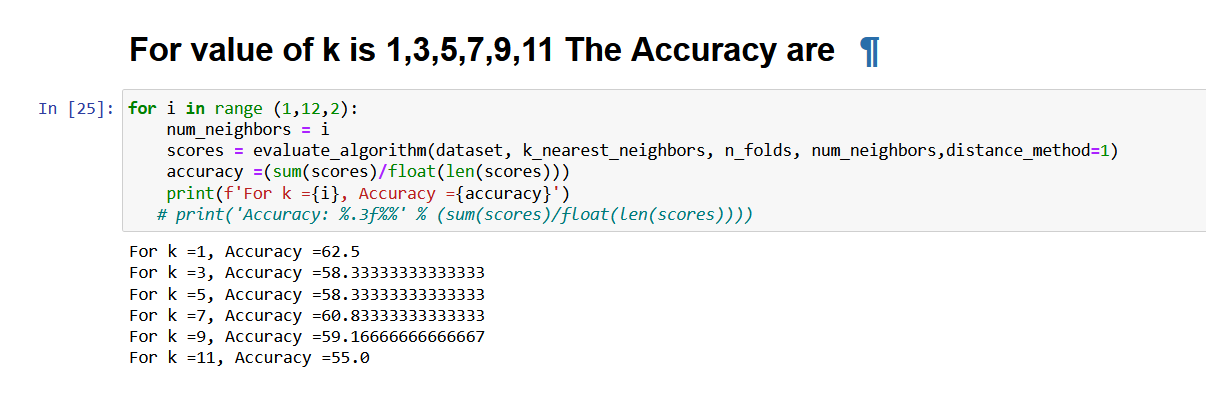 For value of k is 1,3,5,7,9,11 The Accuracy are ¶
In [25]: for i in range (1,12,2):
    num_neighbors = i
    scores = evaluate_algorithm(dataset, k_nearest_neighbors, n_folds, num_neighbors,distance_method=1)
    accuracy =(sum(scores)/float(len(scores)))
    print(f'For k ={i}, Accuracy ={accuracy}')
   # print('Accuracy: %.3f%%' % (sum(scores)/float(len(scores))))
For k =1, Accuracy =62.5
For k =3, Accuracy =58.33333333333333
For k =5, Accuracy =58.33333333333333
For k =7, Accuracy =60.83333333333333
For k =9, Accuracy =59.16666666666667
For k =11, Accuracy =55.0